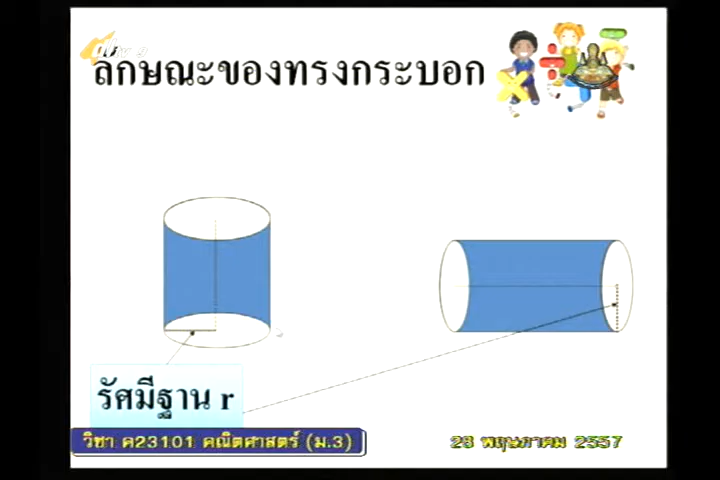 ลักษณะของทรงกระบอก
รัศมีฐาน r
วิชา ค23101 คณิตศาสตร์ (ม.3)
23 พฤษภาคม 2557